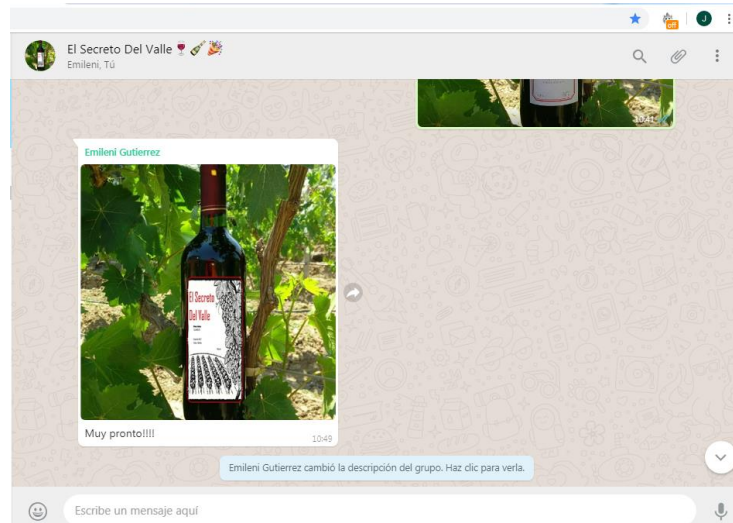 off
J
El Secreto Del Valle
Emileni, Tú
10:41
Emileni Gutierrez
El Secreto
Del Valle
Muy pronto!!!!
10:49
Emileni Gutierrez cambió la descripción del grupo. Haz clic para verla.
Escribe un mensaje aquí